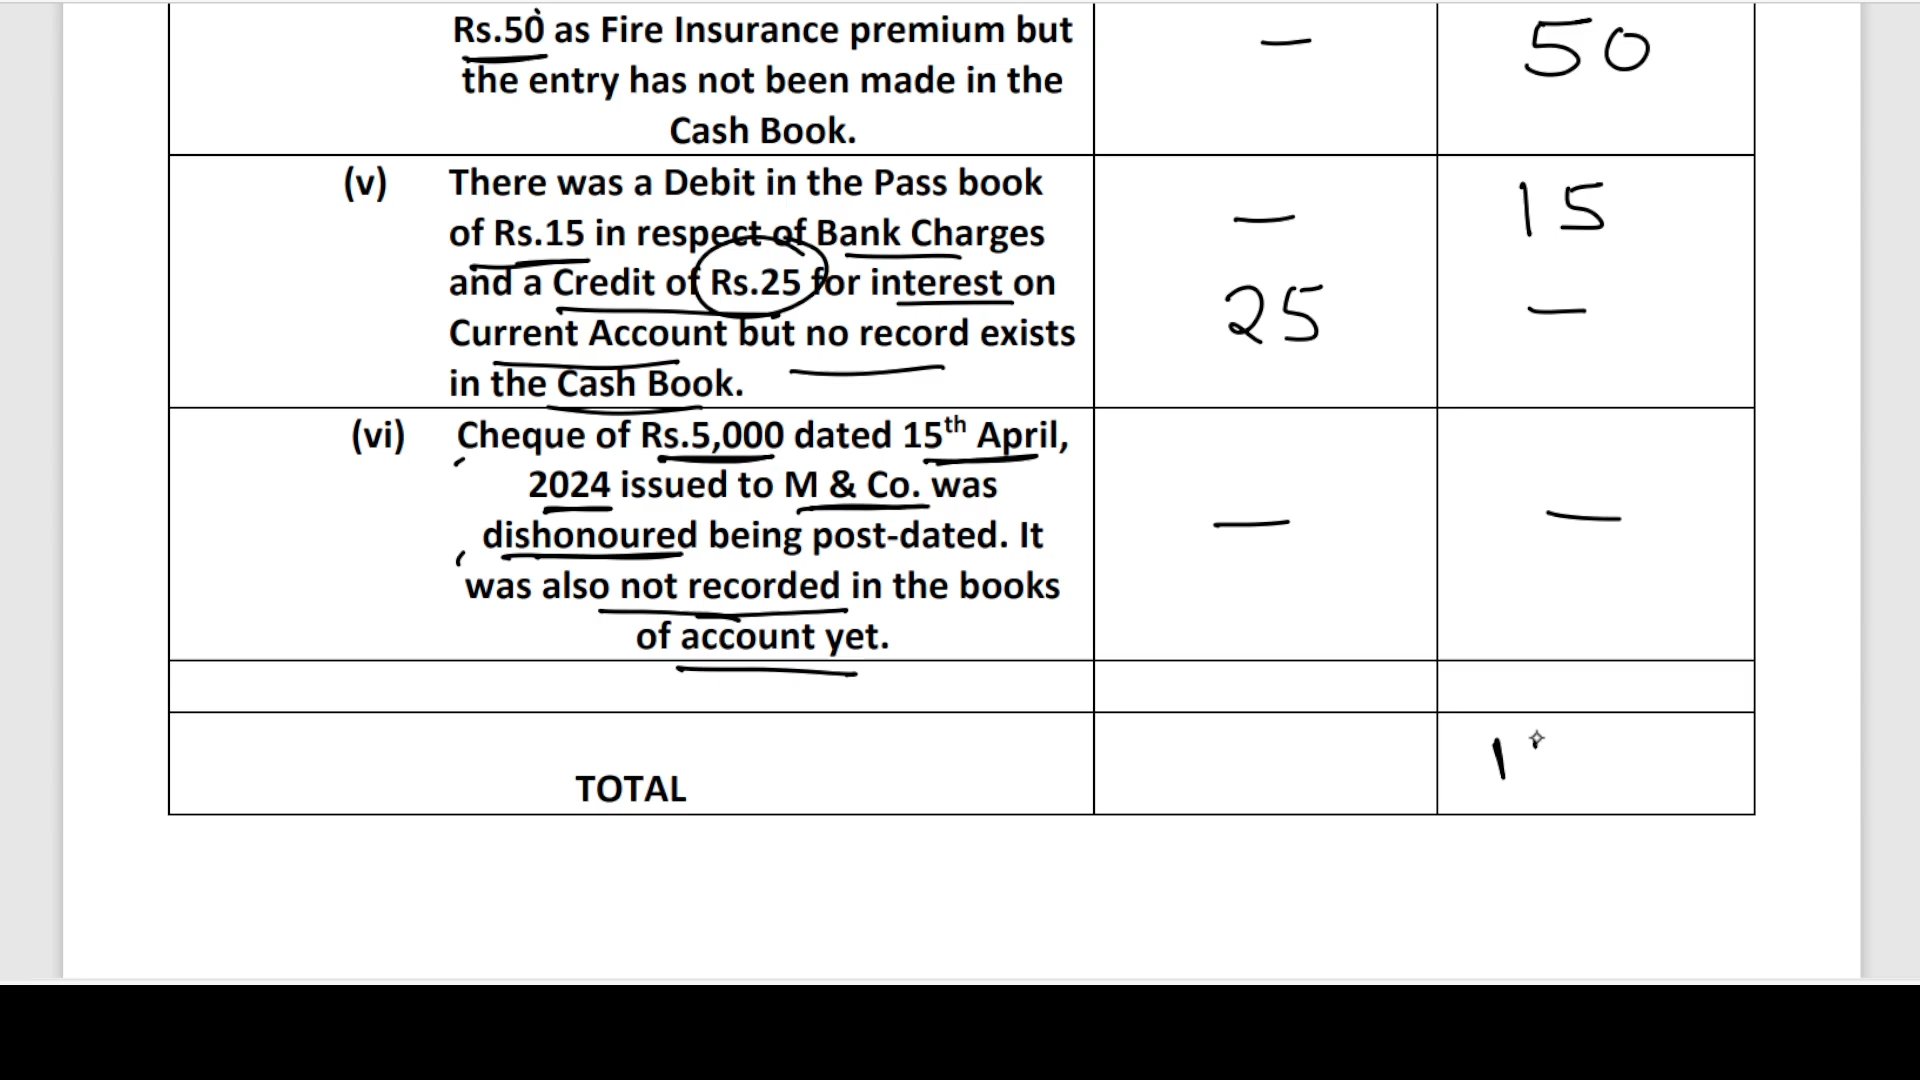 Rs.50 as Fire Insurance premium but — 50
the entry has not been made in the
Cash Book.
(v) There was a Debit in the Pass book — 15
of Rs.15 in respect of Bank Charges
and a Credit of Rs.25 for interest on 25 —
Current Account but no record exists
in the Cash Book.
(vi) Cheque of Rs.5,000 dated 15th April,
2024 issued to M & Co. was
dishonoured being post-dated. It — —
was also not recorded in the books
of account yet.
1
TOTAL